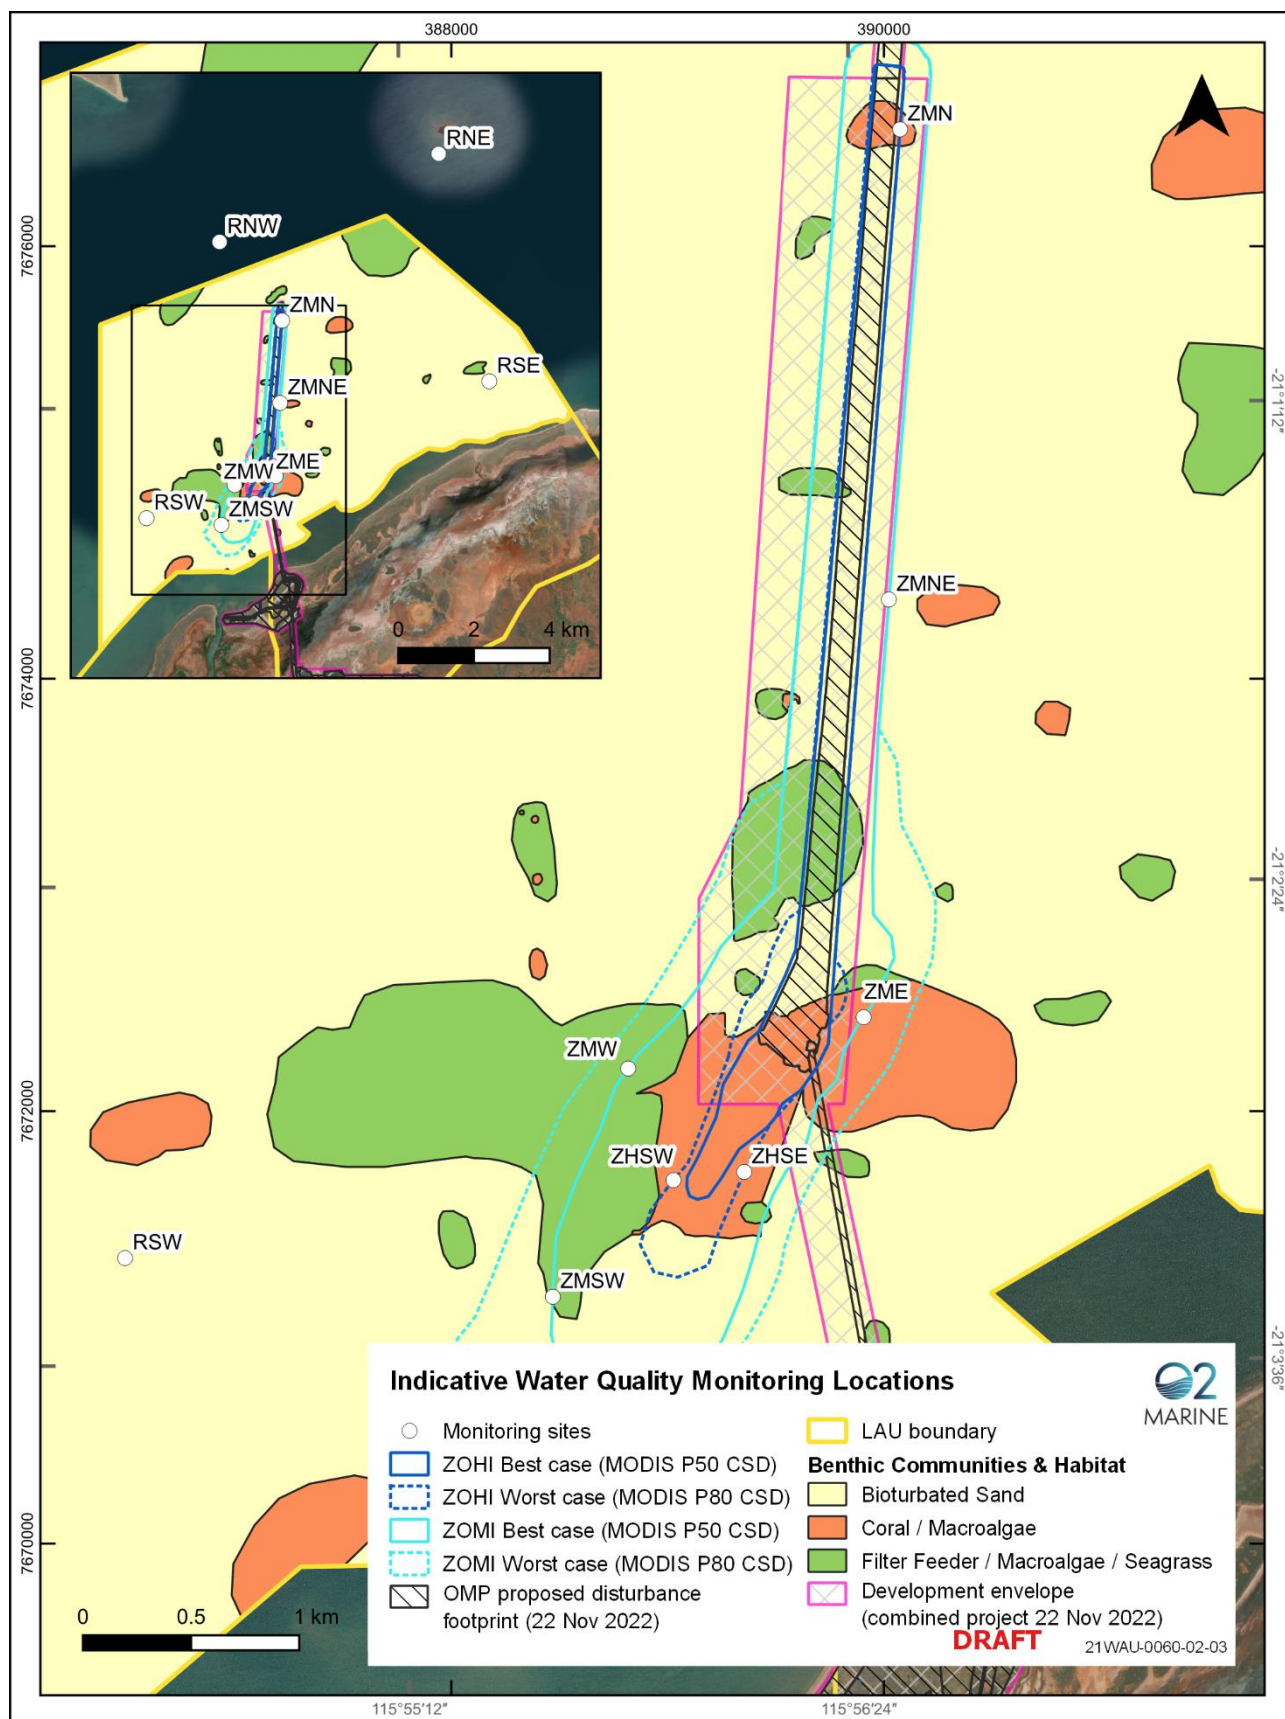 388000
390000
RNE
RNW
ZMN
ZMNE
RSE
ZME
ZMW
RSW
ZMSW
0 2 4 km
7676000
7674000
7672000
7670000
ZMN
-21°1'12"
ZMNE
-21°2'24"
ZME
ZMW
ZHSW
ZHSE
RSW
ZMSW
-21°3'36"
Indicative Water Quality Monitoring Locations
O2
MARINE
Monitoring sites
ZOHI Best case (MODIS P50 CSD)
ZOHI Worst case (MODIS P80 CSD)
ZOMI Best case (MODIS P50 CSD)
ZOMI Worst case (MODIS P80 CSD)
OMP proposed disturbance
footprint (22 Nov 2022)
LAU boundary
Benthic Communities & Habitat
Bioturbated Sand
Coral / Macroalgae
Filter Feeder / Macroalgae / Seagrass
Development envelope
(combined project 22 Nov 2022)
DRAFT
21WAU-0060-02-03
0 0.5 1 km
115°55'12"
115°56'24"